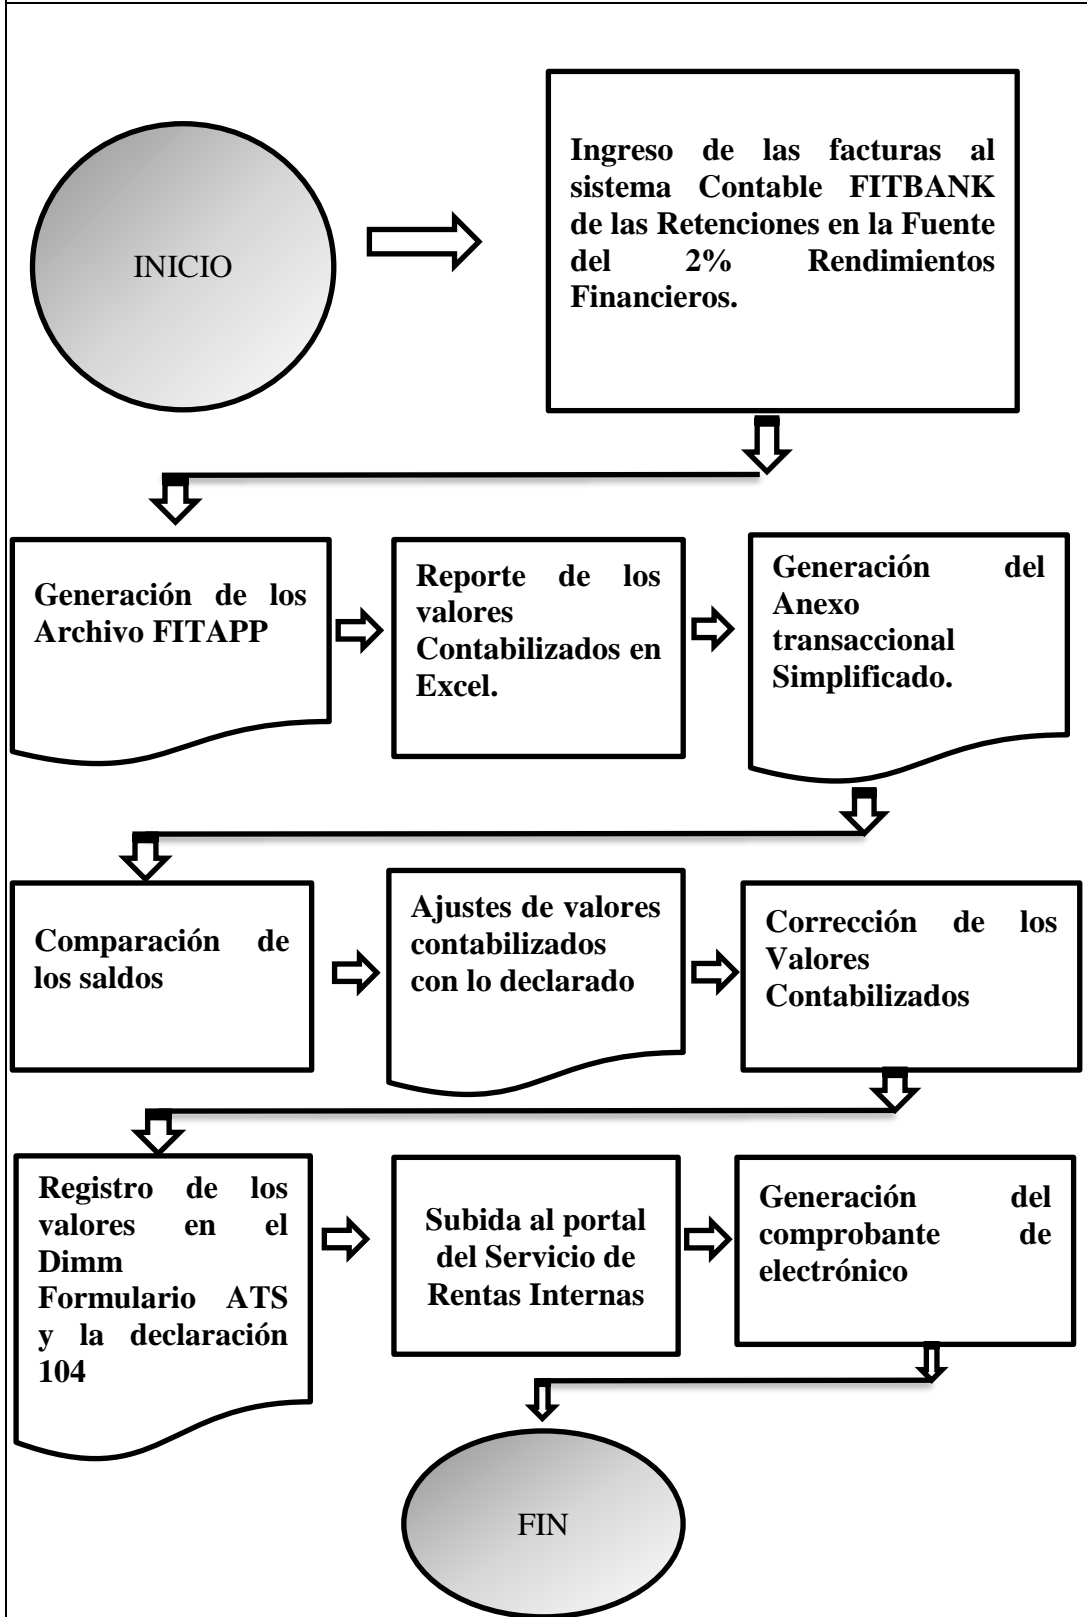 INICIO
Ingreso de las facturas al
sistema Contable FITBANK
de las Retenciones en la Fuente
del 2% Rendimientos
Financieros.
Generación de los
Archivo FITAPP
Reporte de los
valores
Contabilizados en
Excel.
Generación del
Anexo
transaccional
Simplificado.
Comparación de
los saldos
Ajustes de valores
contabilizados
con lo declarado
Corrección de los
Valores
Contabilizados
Registro de los
valores en el
Dimm
Formulario ATS
y la declaración
104
Subida al portal
del Servicio de
Rentas Internas
Generación del
comprobante de
electrónico
FIN